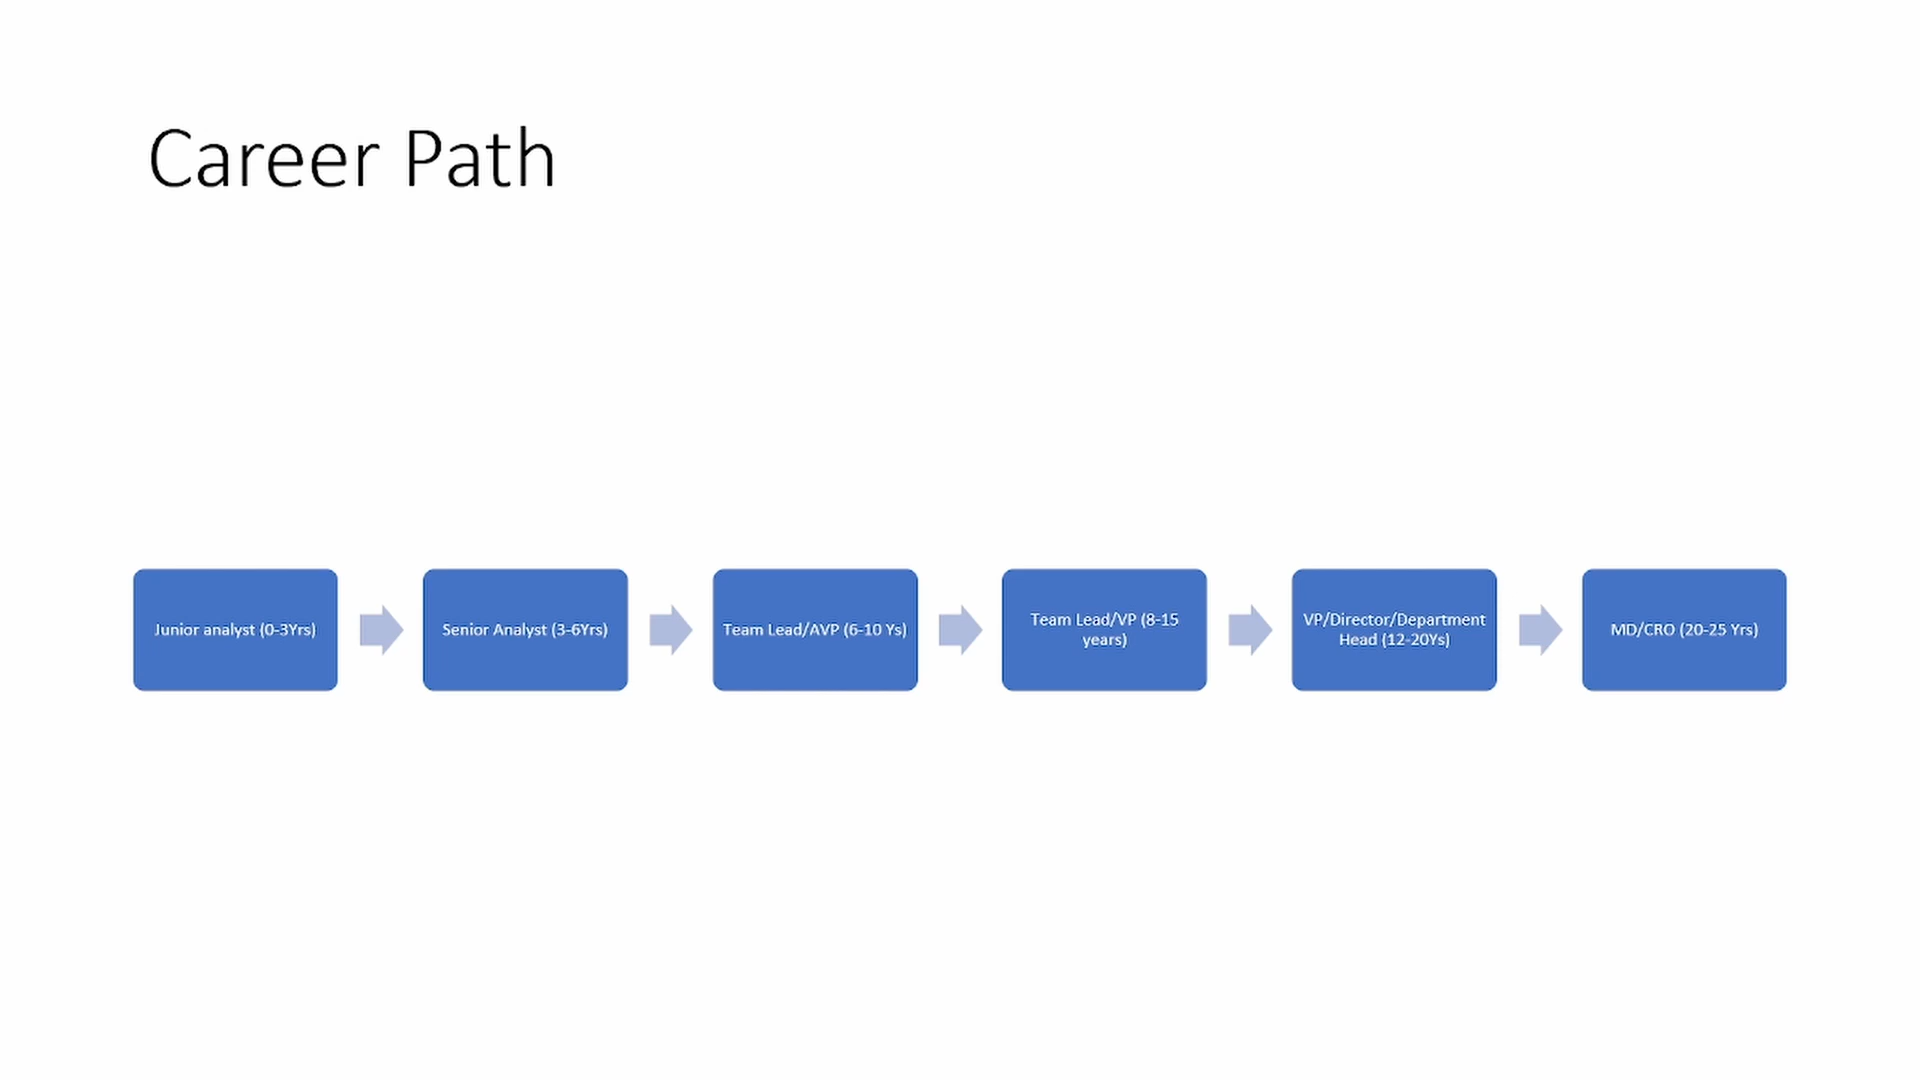 Career Path
Junior analyst (0-3Yrs)
Senior Analyst (3-6Yrs)
Team Lead/AVP (6-10 Ys)
Team Lead/VP (8-15
years)
VP/Director/Department
Head (12-20Ys)
MD/CRO (20-25 Yrs)